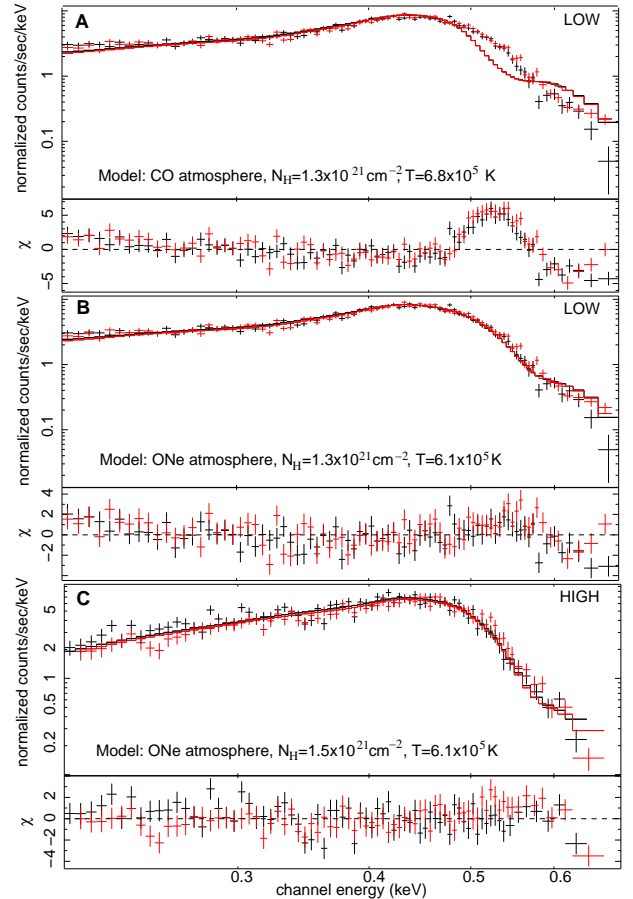 A LOW
normalized counts/sec/keV
1
0.1
Model: CO atmosphere, N_H=1.3x10^21 cm^−2, T=6.8x10^5 K
χ
5
0
−5
B LOW
normalized counts/sec/keV
1
0.1
Model: ONe atmosphere, N_H=1.3x10^21 cm^−2, T=6.1x10^5 K
χ
4
2
0
−2
C HIGH
normalized counts/sec/keV
5
2
1
0.5
0.2
Model: ONe atmosphere, N_H=1.5x10^21 cm^−2, T=6.1x10^5 K
χ
2
0
−2
−4
0.3 0.4 0.5 0.6
channel energy (keV)